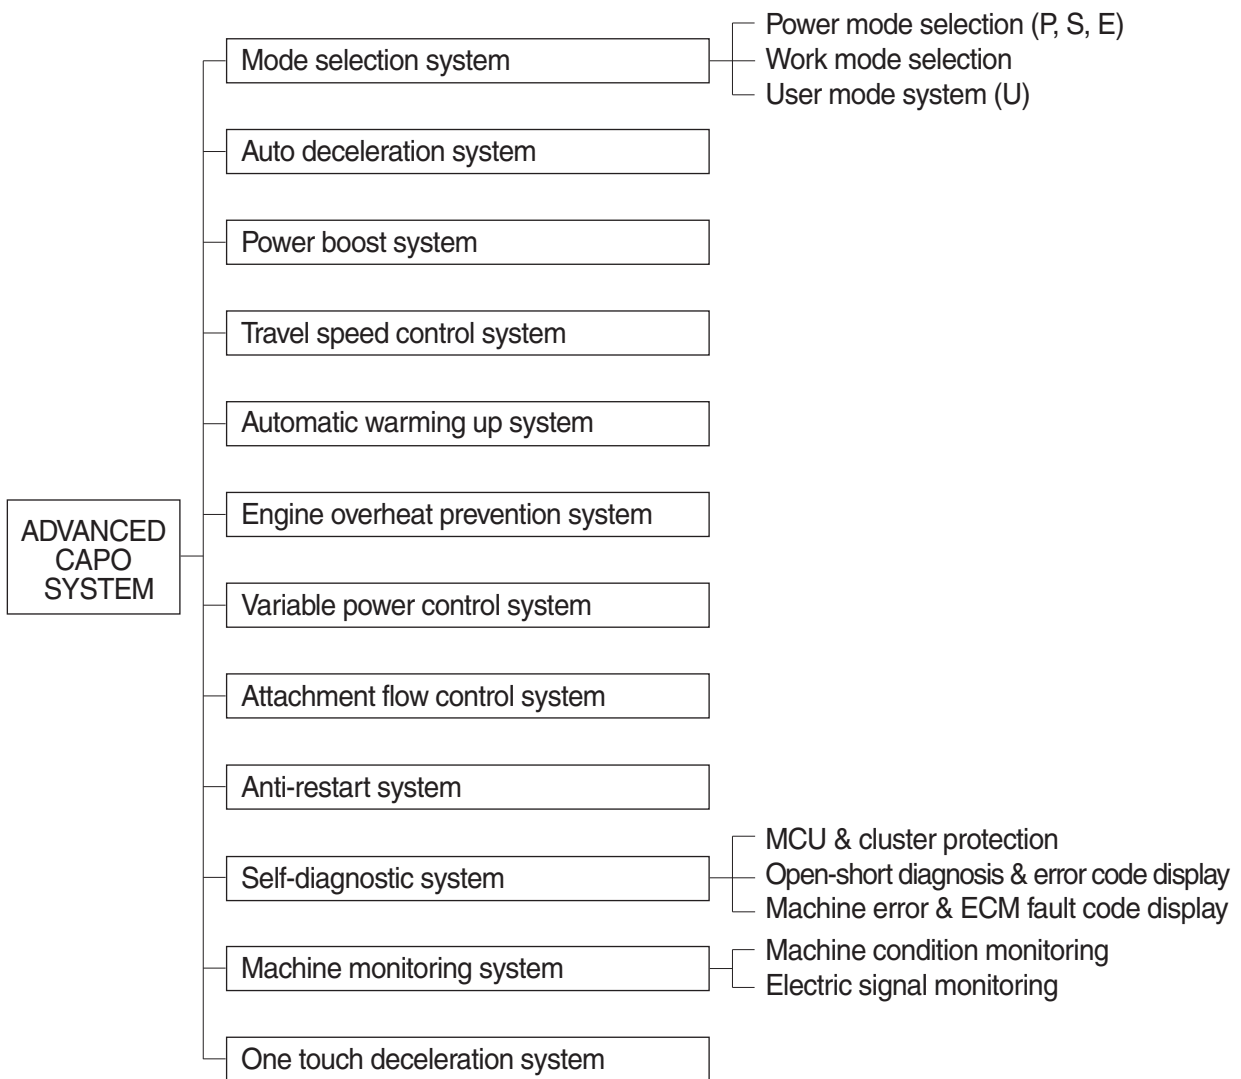 Power mode selection (P, S, E)
Mode selection system
Work mode selection
User mode system (U)
Auto deceleration system
Power boost system
Travel speed control system
Automatic warming up system
Engine overheat prevention system
ADVANCED
CAPO
SYSTEM
Variable power control system
Attachment flow control system
Anti-restart system
MCU & cluster protection
Self-diagnostic system
Open-short diagnosis & error code display
Machine error & ECM fault code display
Machine condition monitoring
Machine monitoring system
Electric signal monitoring
One touch deceleration system